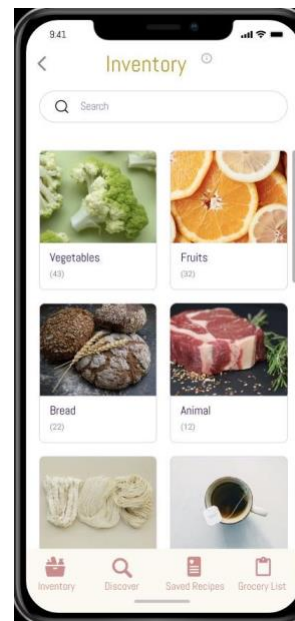 9:41
Inventory
Search
Vegetables
(43)
Fruits
(32)
Bread
(22)
Animal
(12)
Inventory
Discover
Saved Recipes
Grocery List